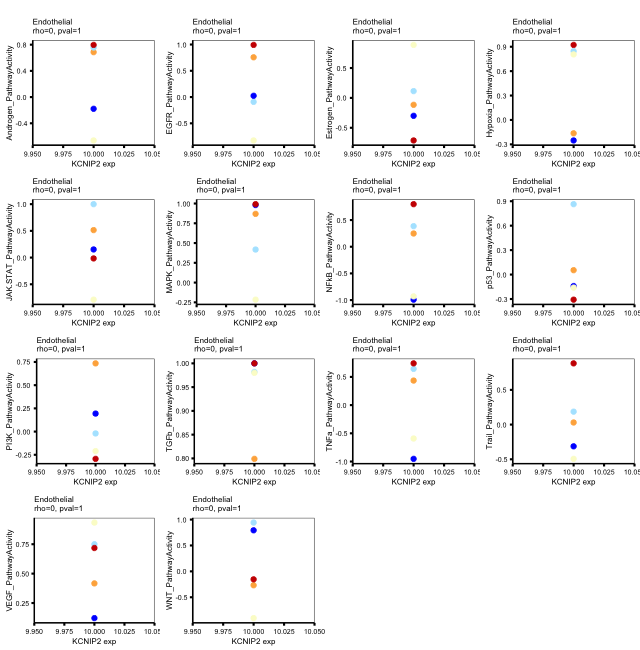 Endothelial
rho=0, pval=1
Androgen_PathwayActivity
0.8
0.4
0.0
-0.4
9.950 9.975 10.000 10.025 10.05
KCNIP2 exp
Endothelial
rho=0, pval=1
EGFR_PathwayActivity
1.0
0.5
0.0
-0.5
9.950 9.975 10.000 10.025 10.05
KCNIP2 exp
Endothelial
rho=0, pval=1
Estrogen_PathwayActivity
0.5
0.0
-0.5
9.950 9.975 10.000 10.025 10.05
KCNIP2 exp
Endothelial
rho=0, pval=1
Hypoxia_PathwayActivity
0.9
0.6
0.3
0.0
-0.3
9.950 9.975 10.000 10.025 10.05
KCNIP2 exp
Endothelial
rho=0, pval=1
JAK.STAT_PathwayActivity
1.0
0.5
0.0
-0.5
9.950 9.975 10.000 10.025 10.05
KCNIP2 exp
Endothelial
rho=0, pval=1
MAPK_PathwayActivity
1.00
0.75
0.50
0.25
0.00
-0.25
9.950 9.975 10.000 10.025 10.05
KCNIP2 exp
Endothelial
rho=0, pval=1
NFkB_PathwayActivity
0.5
0.0
-0.5
-1.0
9.950 9.975 10.000 10.025 10.05
KCNIP2 exp
Endothelial
rho=0, pval=1
p53_PathwayActivity
0.9
0.6
0.3
0.0
-0.3
9.950 9.975 10.000 10.025 10.05
KCNIP2 exp
Endothelial
rho=0, pval=1
PI3K_PathwayActivity
0.75
0.50
0.25
0.00
-0.25
9.950 9.975 10.000 10.025 10.05
KCNIP2 exp
Endothelial
rho=0, pval=1
TGFb_PathwayActivity
1.00
0.95
0.90
0.85
0.80
9.950 9.975 10.000 10.025 10.05
KCNIP2 exp
Endothelial
rho=0, pval=1
TNFa_PathwayActivity
0.5
0.0
-0.5
-1.0
9.950 9.975 10.000 10.025 10.05
KCNIP2 exp
Endothelial
rho=0, pval=1
Trail_PathwayActivity
0.5
0.0
-0.5
9.950 9.975 10.000 10.025 10.05
KCNIP2 exp
Endothelial
rho=0, pval=1
VEGF_PathwayActivity
0.75
0.50
0.25
9.950 9.975 10.000 10.025 10.05
KCNIP2 exp
Endothelial
rho=0, pval=1
WNT_PathwayActivity
1.0
0.5
0.0
-0.5
9.950 9.975 10.000 10.025 10.050
KCNIP2 exp